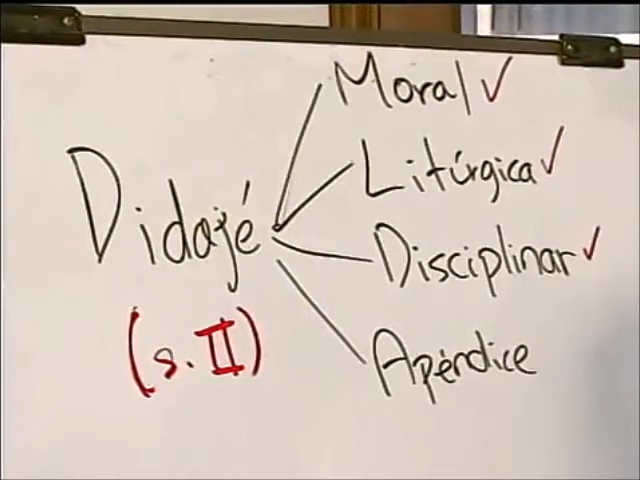 Moral ✓
Litúrgica ✓
Didajé
Disciplinar ✓
(s. II)
Apéndice